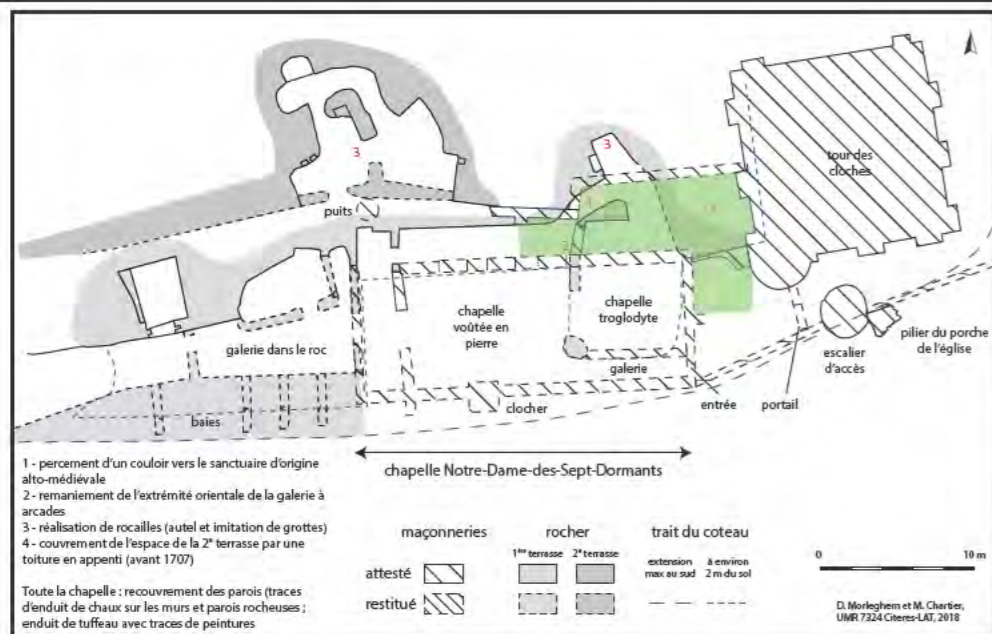 3
3
tour des
cloches
puits
chapelle
voûtée en
pierre
chapelle
troglodyte
galerie dans le roc
galerie
escalier
d'accès
pilier du porche
de l'église
baies
clocher
entrée
portail
chapelle Notre-Dame-des-Sept-Dormants
1 - percement d'un couloir vers le sanctuaire d'origine
alto-médiévale
2 - remaniement de l'extrémité orientale de la galerie à
arcades
3 - réalisation de rocailles (autel et imitation de grottes)
4 - couvrement de l'espace de la 2e terrasse par une
toiture en appenti (avant 1707)
Toute la chapelle : recouvrement des parois (traces
d'enduit de chaux sur les murs et parois rocheuses ;
enduit de tuffeau avec traces de peintures
maçonneries
rocher
trait du coteau
1ère terrasse
2e terrasse
extension
max au sud
à environ
2 m du sol
attesté
restitué
0
10 m
D. Morleghem et M. Chartier,
UMR 7324 Citeres-LAT, 2018